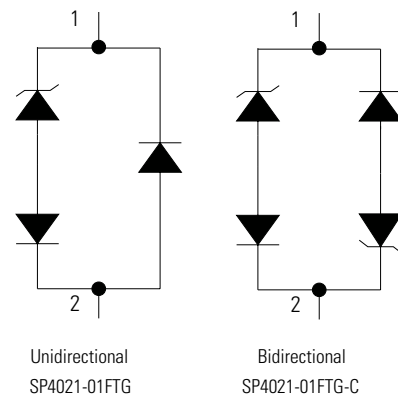 1 1
2 2
Unidirectional Bidirectional
SP4021-01FTG SP4021-01FTG-C